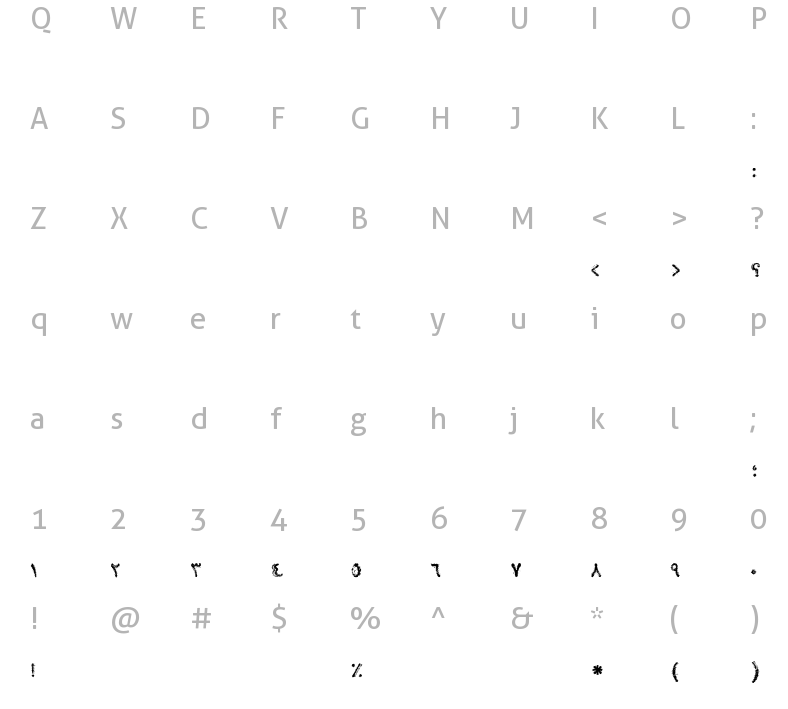 Q W E R T Y U I O P
A S D F G H J K L :
:
Z X C V B N M < > ?
< > ؟
q w e r t y u i o p
a s d f g h j k l ;
؛
1 2 3 4 5 6 7 8 9 0
١ ٢ ٣ ٤ ٥ ٦ ٧ ٨ ٩ ٠
! @ # $ % ^ & * ( )
! ٪ * ( )